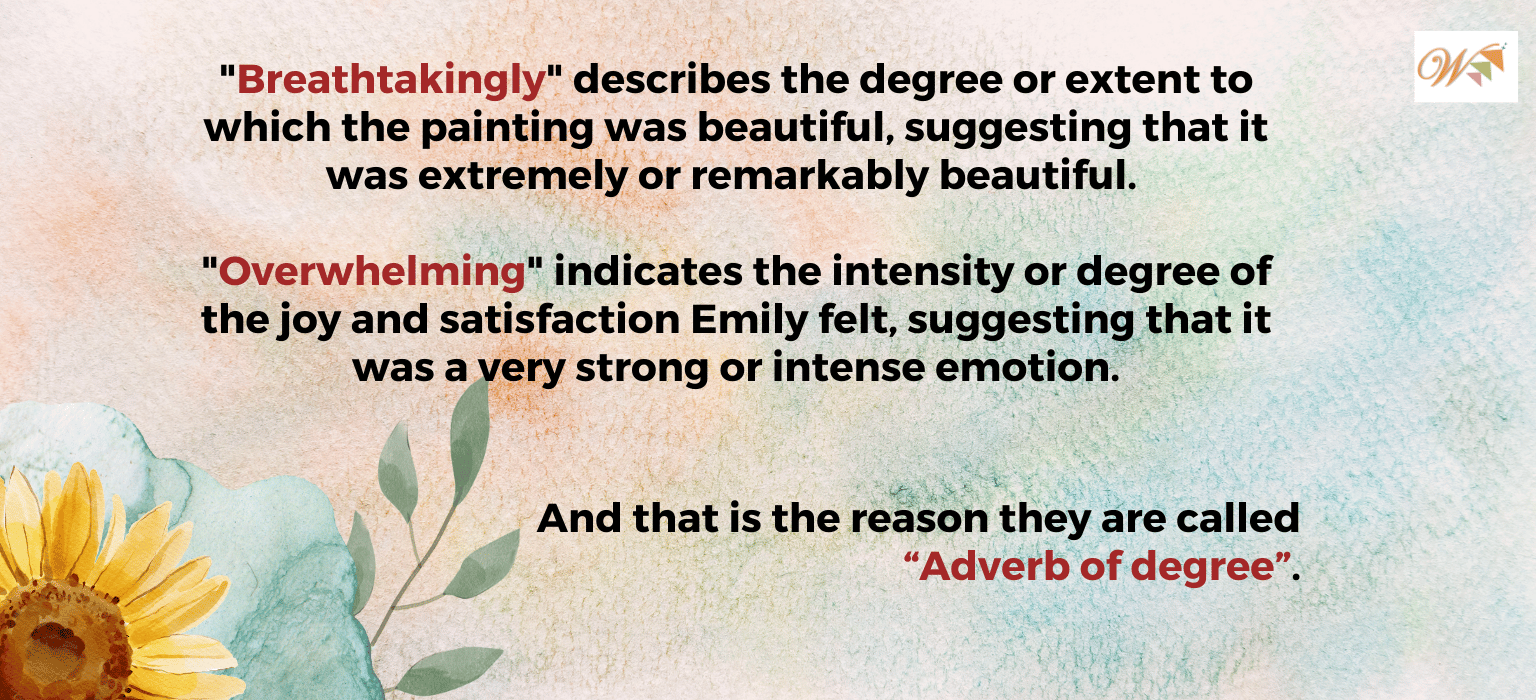 "Breathtakingly" describes the degree or extent to
which the painting was beautiful, suggesting that it
was extremely or remarkably beautiful.
"Overwhelming" indicates the intensity or degree of
the joy and satisfaction Emily felt, suggesting that it
was a very strong or intense emotion.
And that is the reason they are called
“Adverb of degree”.
W